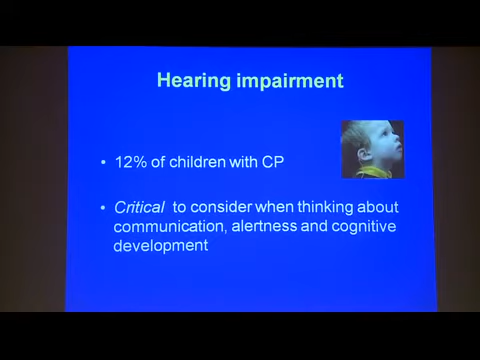 Hearing impairment
• 12% of children with CP
• Critical to consider when thinking about
communication, alertness and cognitive
development